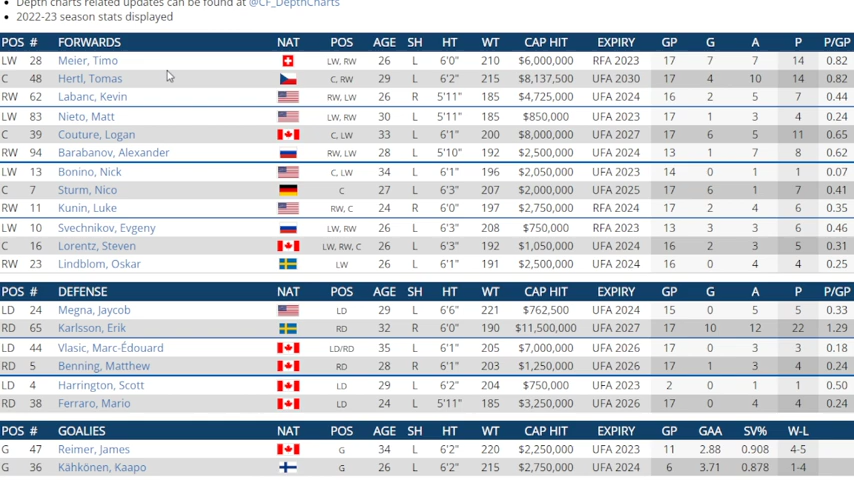 Depth charts related updates can be found at @CF_DepthCharts
2022-23 season stats displayed
POS # FORWARDS NAT POS AGE SH HT WT CAP HIT EXPIRY GP G A P P/GP
LW 28 Meier, Timo LW, RW 26 L 6'0" 210 $6,000,000 RFA 2023 17 7 7 14 0.82
C 48 Hertl, Tomas C, RW 29 L 6'2" 215 $8,137,500 UFA 2030 17 4 10 14 0.82
RW 62 Labanc, Kevin RW, LW 26 R 5'11" 185 $4,725,000 UFA 2024 16 2 5 7 0.44
LW 83 Nieto, Matt RW, LW 30 L 5'11" 185 $850,000 UFA 2023 17 1 3 4 0.24
C 39 Couture, Logan C, LW 33 L 6'1" 200 $8,000,000 UFA 2027 17 6 5 11 0.65
RW 94 Barabanov, Alexander RW, LW 28 L 5'10" 192 $2,500,000 UFA 2024 13 1 7 8 0.62
LW 13 Bonino, Nick C, LW 34 L 6'1" 196 $2,050,000 UFA 2023 14 0 1 1 0.07
C 7 Sturm, Nico C 27 L 6'3" 207 $2,000,000 UFA 2025 17 6 1 7 0.41
RW 11 Kunin, Luke RW, C 24 R 6'0" 197 $2,750,000 RFA 2024 17 2 4 6 0.35
LW 10 Svechnikov, Evgeny LW, RW 26 L 6'3" 208 $750,000 UFA 2023 13 3 3 6 0.46
C 16 Lorentz, Steven LW, RW, C 26 L 6'3" 192 $1,050,000 UFA 2024 16 2 3 5 0.31
RW 23 Lindblom, Oskar LW 26 L 6'1" 191 $2,500,000 UFA 2024 16 0 4 4 0.25
POS # DEFENSE NAT POS AGE SH HT WT CAP HIT EXPIRY GP G A P P/GP
LD 24 Megna, Jaycob LD 29 L 6'6" 221 $762,500 UFA 2024 15 0 5 5 0.33
RD 65 Karlsson, Erik RD 32 R 6'0" 190 $11,500,000 UFA 2027 17 10 12 22 1.29
LD 44 Vlasic, Marc-Édouard LD/RD 35 L 6'1" 205 $7,000,000 UFA 2026 17 0 3 3 0.18
RD 5 Benning, Matthew RD 28 R 6'1" 203 $1,250,000 UFA 2026 17 1 3 4 0.24
LD 4 Harrington, Scott LD 29 L 6'2" 204 $750,000 UFA 2023 2 0 1 1 0.50
RD 38 Ferraro, Mario LD 24 L 5'11" 185 $3,250,000 UFA 2026 17 0 4 4 0.24
POS # GOALIES NAT POS AGE SH HT WT CAP HIT EXPIRY GP GAA SV% W-L
G 47 Reimer, James G 34 L 6'2" 220 $2,250,000 UFA 2023 11 2.88 0.908 4-5
G 36 Kähkönen, Kaapo G 26 L 6'2" 215 $2,750,000 UFA 2024 6 3.71 0.878 1-4